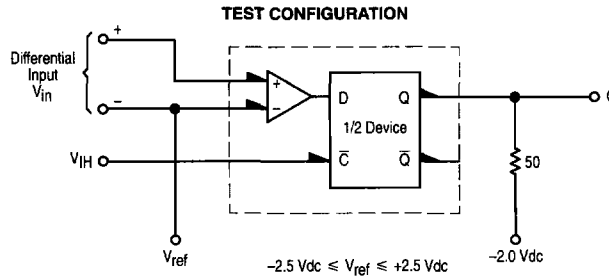 TEST CONFIGURATION
Differential
Input
Vin
+
−
VIH
Vref
+
−
D
Q
1/2 Device
C̅
Q̅
50
−2.0 Vdc
−2.5 Vdc ≤ Vref ≤ +2.5 Vdc